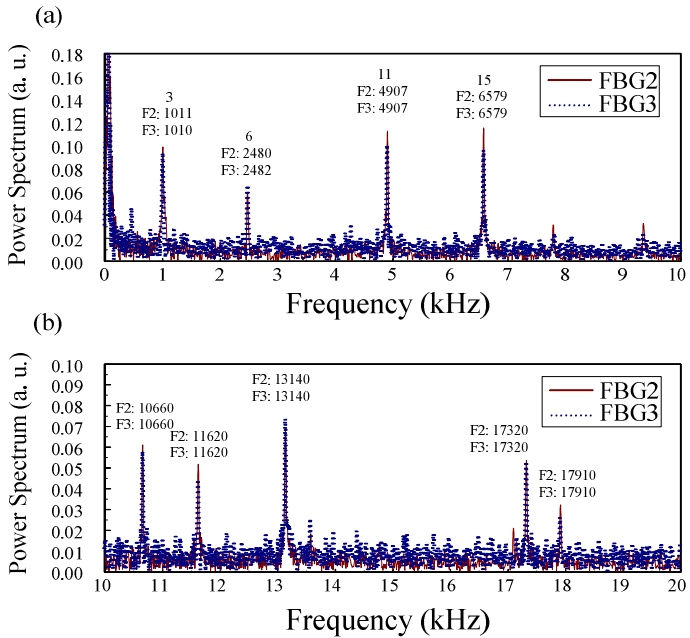 (a)
Power Spectrum (a. u.)
0.18
0.16
0.14
0.12
0.10
0.08
0.06
0.04
0.02
0.00
3
F2: 1011
F3: 1010
6
F2: 2480
F3: 2482
11
F2: 4907
F3: 4907
15
F2: 6579
F3: 6579
FBG2
FBG3
0 1 2 3 4 5 6 7 8 9 10
Frequency (kHz)
(b)
Power Spectrum (a. u.)
0.10
0.09
0.08
0.07
0.06
0.05
0.04
0.03
0.02
0.01
0.00
F2: 10660
F3: 10660
F2: 11620
F3: 11620
F2: 13140
F3: 13140
F2: 17320
F3: 17320
F2: 17910
F3: 17910
FBG2
FBG3
10 11 12 13 14 15 16 17 18 19 20
Frequency (kHz)